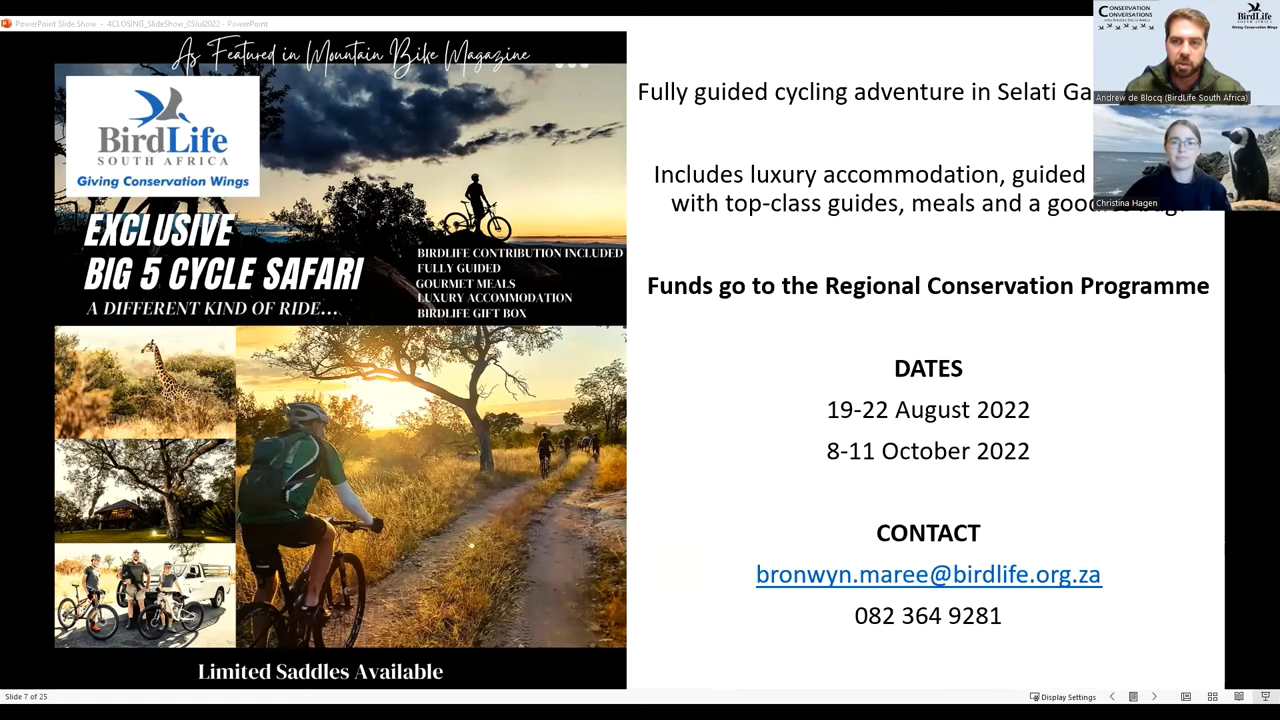 PowerPoint Slide Show - 4CLOSING_SlideShow_05Jul2022 - PowerPoint
As Featured in Mountain Bike Magazine
BirdLife
SOUTH AFRICA
Giving Conservation Wings
EXCLUSIVE
BIG 5 CYCLE SAFARI
A DIFFERENT KIND OF RIDE...
BIRDLIFE CONTRIBUTION INCLUDED
FULLY GUIDED
GOURMET MEALS
LUXURY ACCOMMODATION
BIRDLIFE GIFT BOX
Limited Saddles Available
Fully guided cycling adventure in Selati Ga
Includes luxury accommodation, guided
with top-class guides, meals and a
Funds go to the Regional Conservation Programme
DATES
19-22 August 2022
8-11 October 2022
CONTACT
bronwyn.maree@birdlife.org.za
082 364 9281
CONSERVATION
CONVERSATIONS
BirdLife
Giving Conservation Wings
Andrew de Blocq (BirdLife South Africa)
Christina Hagen
Slide 7 of 25
Display Settings